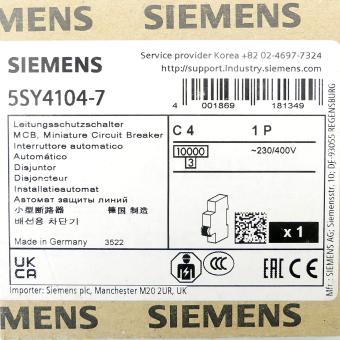 SIEMENS
Service provider Korea +82 02-4697-7324
http://support.industry.siemens.com
5SY4104-7
4 001869 181349
Leitungsschutzschalter
MCB, Miniature Circuit Breaker
Interruttore automatico
Automático
Disjuntor
Disjoncteur
Installatieautomat
Автомат защиты линий
小型断路器 德国 制造
배선용 차단기
Made in Germany 3522
C 4 1 P
10000 ~230/400V
3
x 1
UK
CA
CCC
EAC
CE
Importer: Siemens plc, Manchester M20 2UR, UK
Mfr.: SIEMENS AG; Siemensstr. 10; DE-93055 REGENSBURG
SIEMENS
SIEMENS